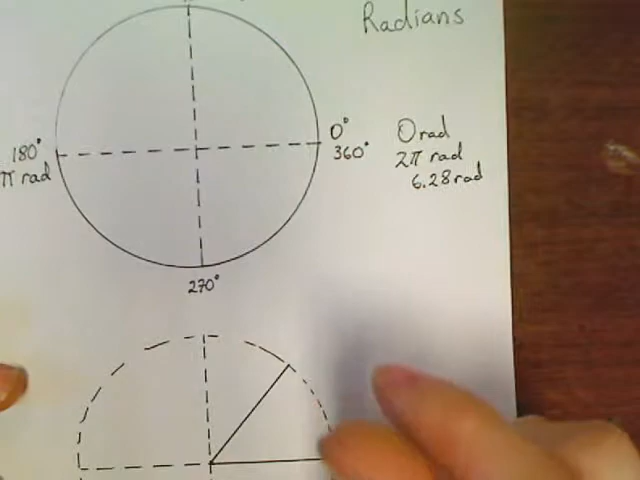 Radians
0°
0 rad
180°
360°
2π rad
π rad
6.28 rad
270°